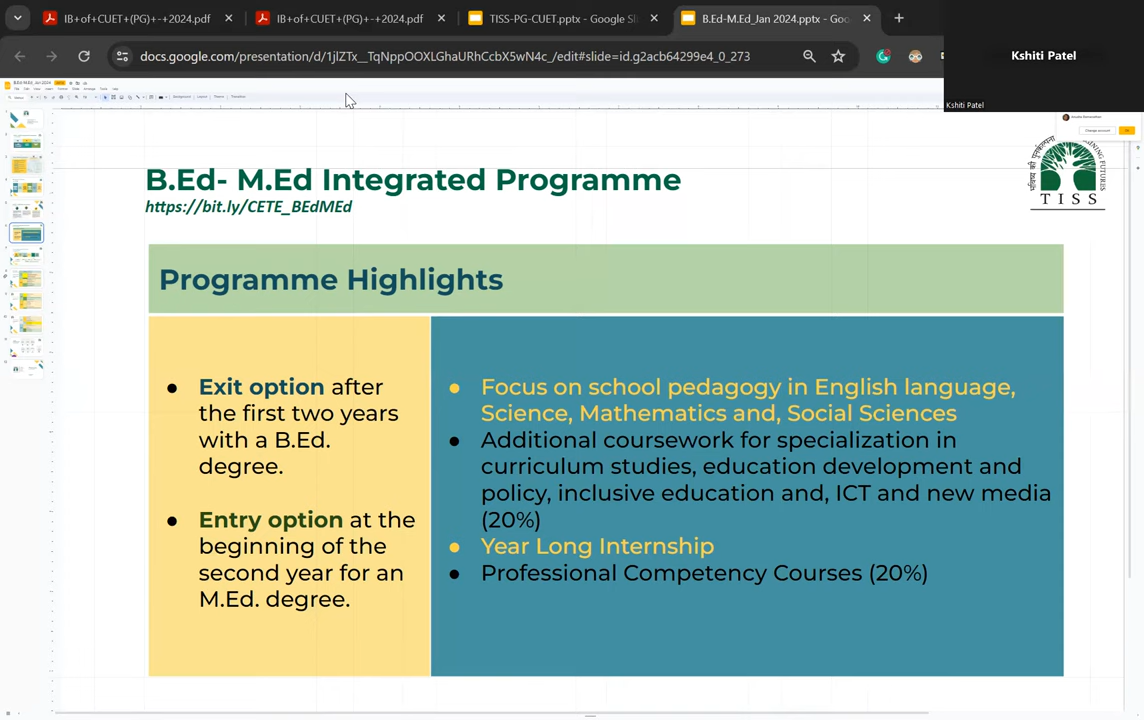 IB+of+CUET+(PG)+-+2024.pdf
IB+of+CUET+(PG)+-+2024.pdf
TISS-PG-CUET.pptx - Google Sl
B.Ed-M.Ed_Jan 2024.pptx - Goo
docs.google.com/presentation/d/1jlZTx__TqNppOOXLGhaURhCcbX5wN4c_/edit#slide=id.g2acb64299e4_0_273
Kshiti Patel
Kshiti Patel
Change account
B.Ed- M.Ed Integrated Programme
https://bit.ly/CETE_BEdMEd
TISS
Programme Highlights
Exit option after
the first two years
with a B.Ed.
degree.
Entry option at the
beginning of the
second year for an
M.Ed. degree.
Focus on school pedagogy in English language,
Science, Mathematics and, Social Sciences
Additional coursework for specialization in
curriculum studies, education development and
policy, inclusive education and, ICT and new media
(20%)
Year Long Internship
Professional Competency Courses (20%)